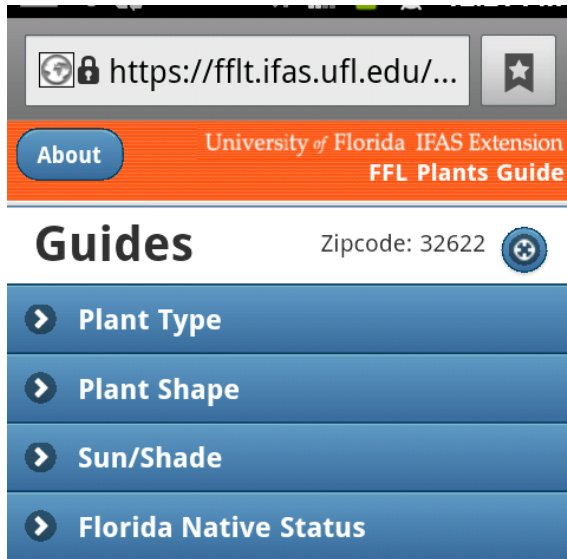 https://fflt.ifas.ufl.edu/...
About
University of Florida IFAS Extension
FFL Plants Guide
Guides
Zipcode: 32622
Plant Type
Plant Shape
Sun/Shade
Florida Native Status